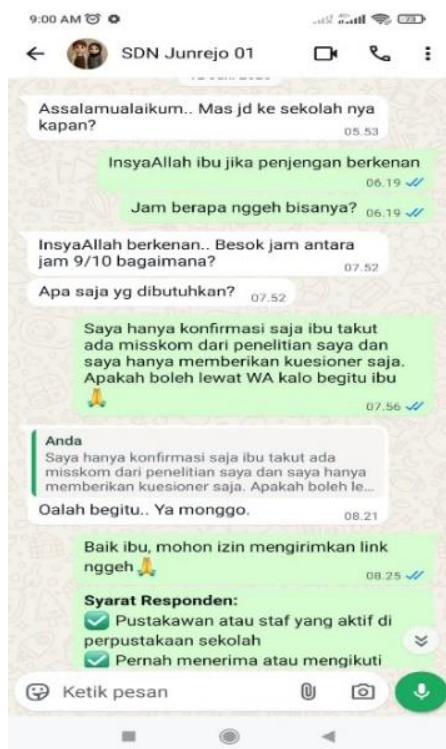 9:00 AM
73
SDN Junrejo 01
Assalamualaikum.. Mas jd ke sekolah nya
kapan?
05.53
InsyaAllah ibu jika penjengan berkenan
06.19
Jam berapa nggeh bisanya?
06.19
InsyaAllah berkenan.. Besok jam antara
jam 9/10 bagaimana?
07.52
Apa saja yg dibutuhkan?
07.52
Saya hanya konfirmasi saja ibu takut
ada misskom dari penelitian saya dan
saya hanya memberikan kuesioner saja.
Apakah boleh lewat WA kalo begitu ibu
🙏
07.56
Anda
Saya hanya konfirmasi saja ibu takut ada
misskom dari penelitian saya dan saya hanya
memberikan kuesioner saja. Apakah boleh le...
Oalah begitu.. Ya monggo.
08.21
Baik ibu, mohon izin mengirimkan link
nggeh 🙏
08.25
Syarat Responden:
✅ Pustakawan atau staf yang aktif di
perpustakaan sekolah
✅ Pernah menerima atau mengikuti
Ketik pesan